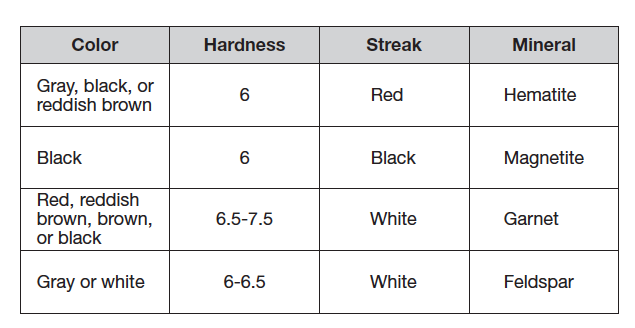 Color Hardness Streak Mineral
Gray, black, or
reddish brown
6 Red Hematite
Black 6 Black Magnetite
Red, reddish
brown, brown,
or black
6.5-7.5 White Garnet
Gray or white 6-6.5 White Feldspar